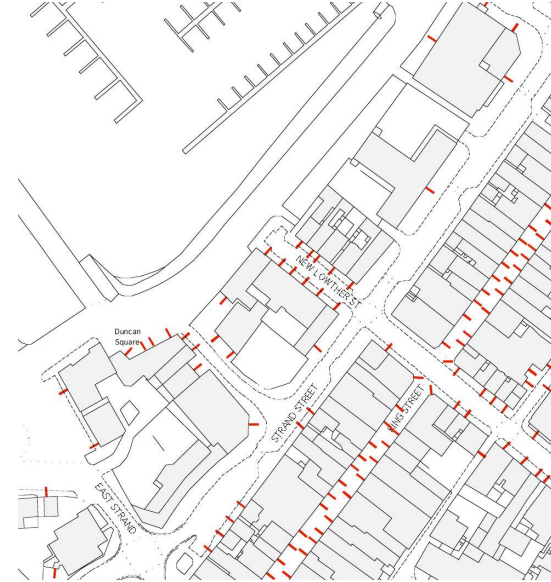 NEW LOWTHER ST
Duncan
Square
STRAND STREET
KING STREET
EAST STRAND